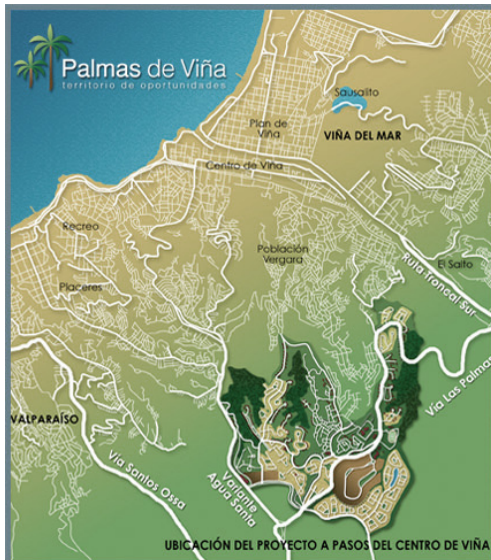 Palmas de Viña
territorio de oportunidades
Sausalito
Plan de
Viña
VIÑA DEL MAR
Centro de Viña
Recreo
Población
Vergara
El Salto
Ruta Troncal Sur
Placeres
Vía Las Palmas
VALPARAÍSO
Vía Santos Ossa
Variante
Agua Santa
UBICACIÓN DEL PROYECTO A PASOS DEL CENTRO DE VIÑA